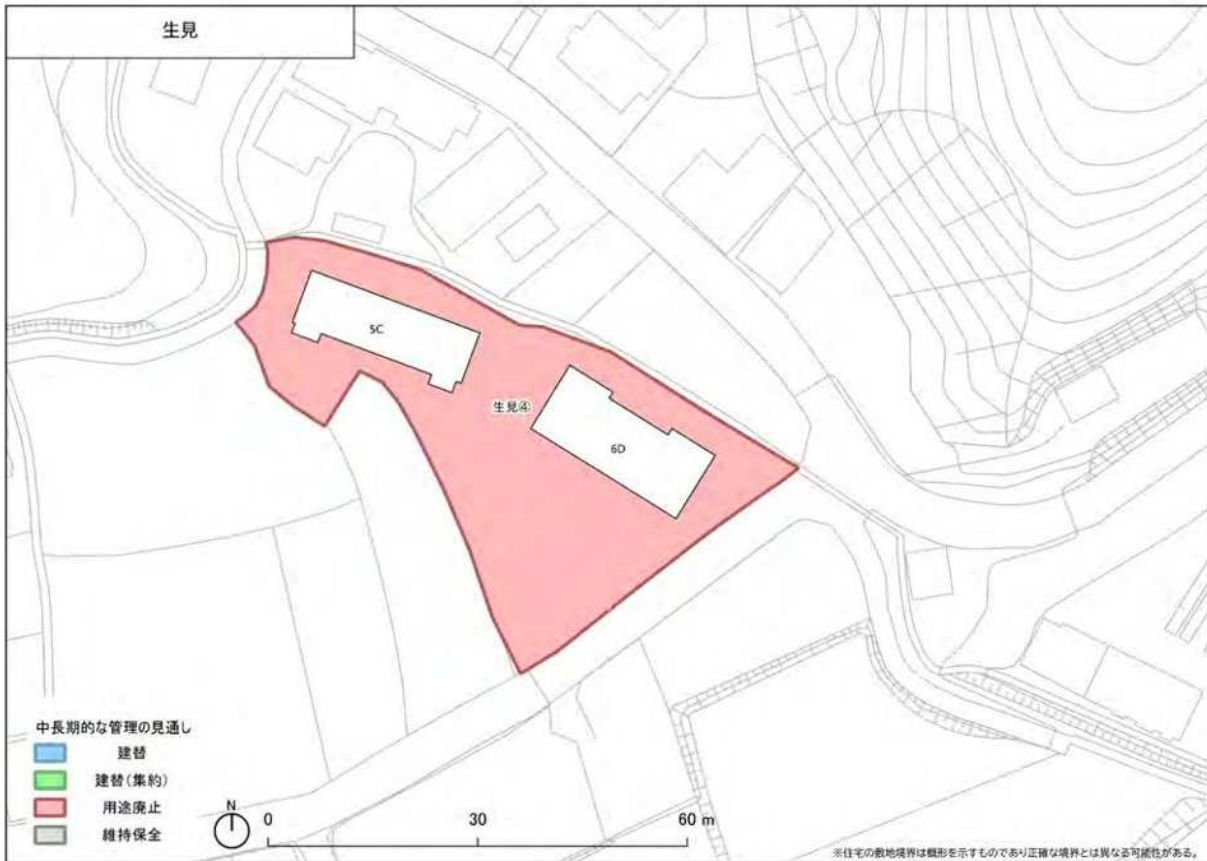 生見
5C
生見④
6D
中長期的な管理の見通し
建替
建替(集約)
用途廃止
維持保全
N
0 30 60 m
※住宅の敷地境界は概形を示すものであり正確な境界とは異なる可能性がある。